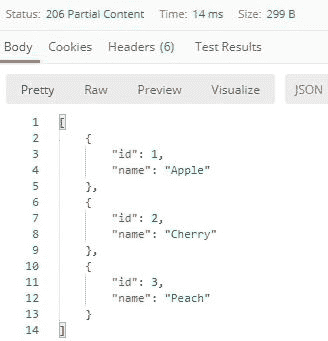 Status: 206 Partial Content Time: 14 ms Size: 299 B
Body Cookies Headers (6) Test Results
Pretty Raw Preview Visualize JSON
1 [
2 {
3 "id": 1,
4 "name": "Apple"
5 },
6 {
7 "id": 2,
8 "name": "Cherry"
9 },
10 {
11 "id": 3,
12 "name": "Peach"
13 }
14 ]